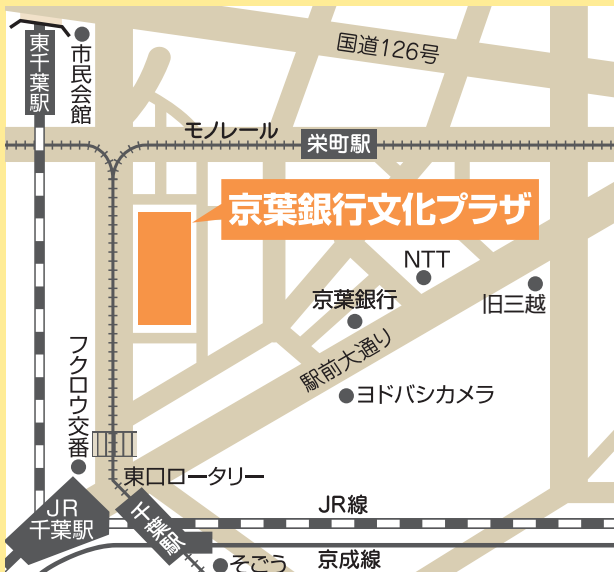 国道126号
東千葉駅
市民会館
モノレール
栄町駅
京葉銀行文化プラザ
NTT
京葉銀行
旧三越
駅前大通り
フクロウ交番
ヨドバシカメラ
東口ロータリー
JR
千葉駅
千葉駅
JR線
そごう
京成線